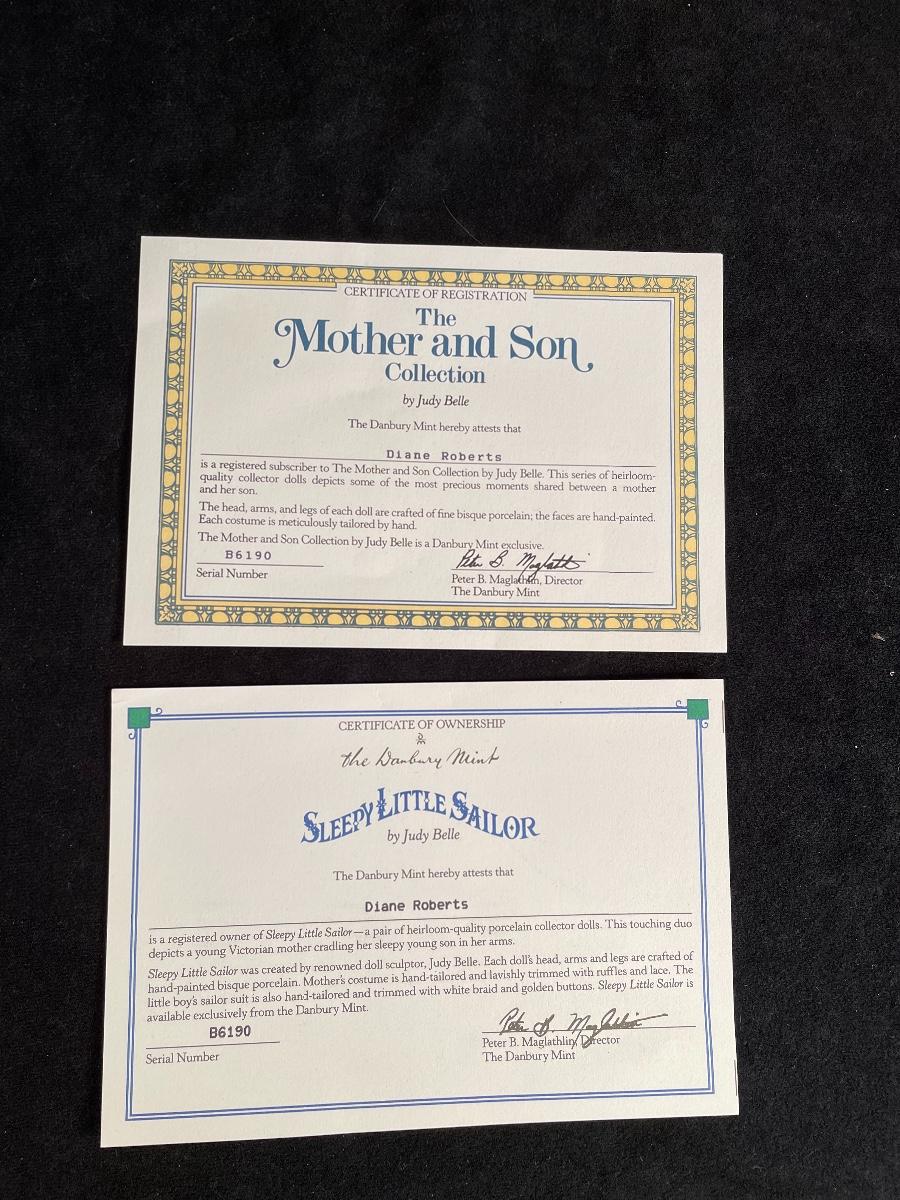 CERTIFICATE OF REGISTRATION
The
Mother and Son
Collection
by Judy Belle
The Danbury Mint hereby attests that
Diane Roberts
is a registered subscriber to The Mother and Son Collection by Judy Belle. This series of heirloom-
quality collector dolls depicts some of the most precious moments shared between a mother
and her son.
The head, arms, and legs of each doll are crafted of fine bisque porcelain; the faces are hand-painted.
Each costume is meticulously tailored by hand.
The Mother and Son Collection by Judy Belle is a Danbury Mint exclusive.
B6190
Peter B. Maglathlin
Serial Number
Peter B. Maglathlin, Director
The Danbury Mint
CERTIFICATE OF OWNERSHIP
the Danbury Mint
SLEEPY LITTLE SAILOR
by Judy Belle
The Danbury Mint hereby attests that
Diane Roberts
is a registered owner of Sleepy Little Sailor—a pair of heirloom-quality porcelain collector dolls. This touching duo
depicts a young Victorian mother cradling her sleepy young son in her arms.
Sleepy Little Sailor was created by renowned doll sculptor, Judy Belle. Each doll's head, arms and legs are crafted of
hand-painted bisque porcelain. Mother's costume is hand-tailored and lavishly trimmed with ruffles and lace. The
little boy's sailor suit is also hand-tailored and trimmed with white braid and golden buttons. Sleepy Little Sailor is
available exclusively from the Danbury Mint.
B6190
Peter B. Maglathlin
Serial Number
Peter B. Maglathlin, Director
The Danbury Mint